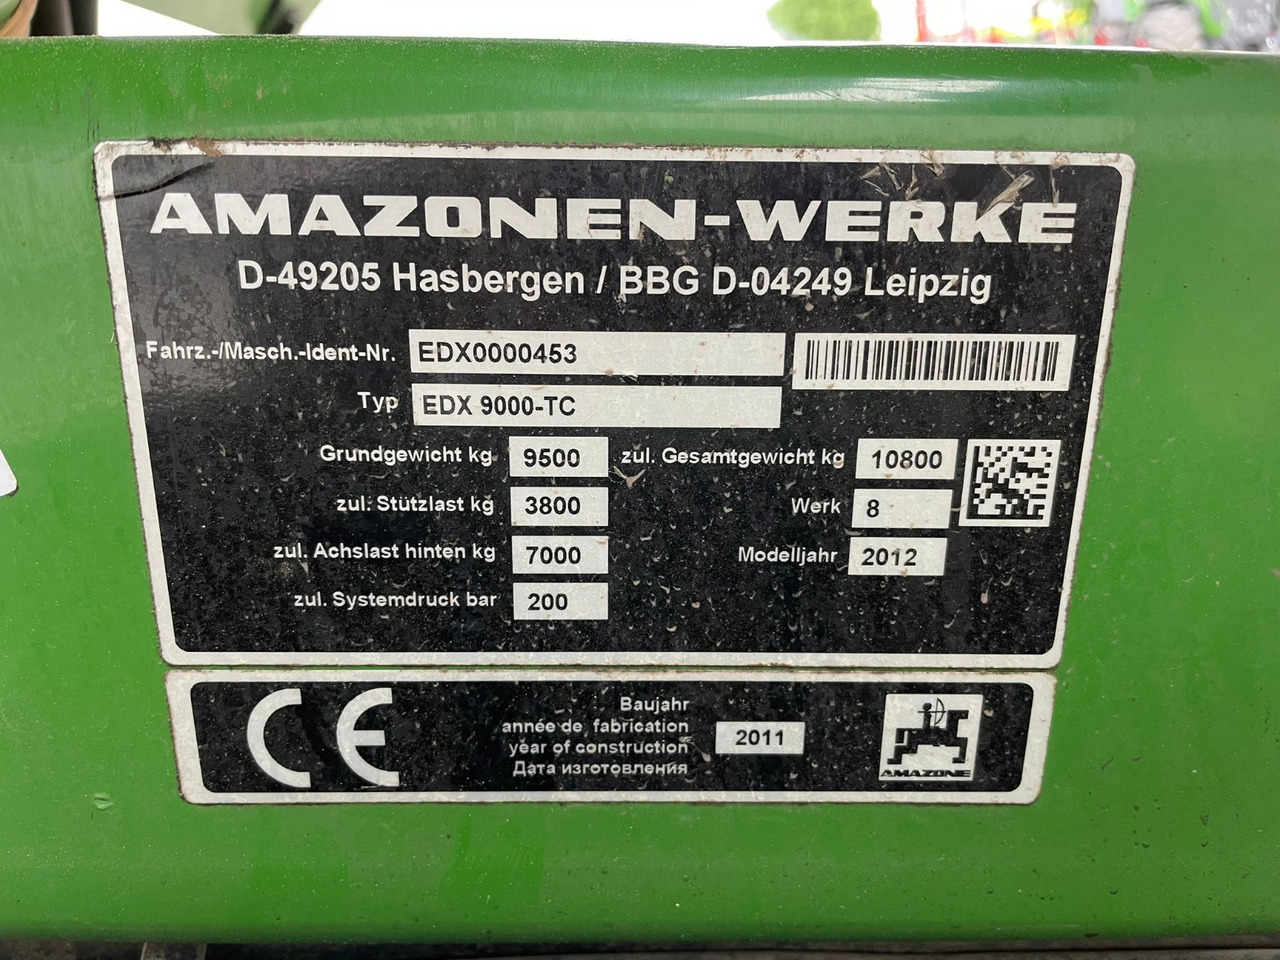 AMAZONEN-WERKE
D-49205 Hasbergen / BBG D-04249 Leipzig
Fahrz.-/Masch.-Ident-Nr. EDX0000453
Typ EDX 9000-TC
Grundgewicht kg 9500 zul. Gesamtgewicht kg 10800
zul. Stützlast kg 3800 Werk 8
zul. Achslast hinten kg 7000 Modelljahr 2012
zul. Systemdruck bar 200
CE
Baujahr
année de fabrication
year of construction 2011
Дата изготовления
AMAZONE